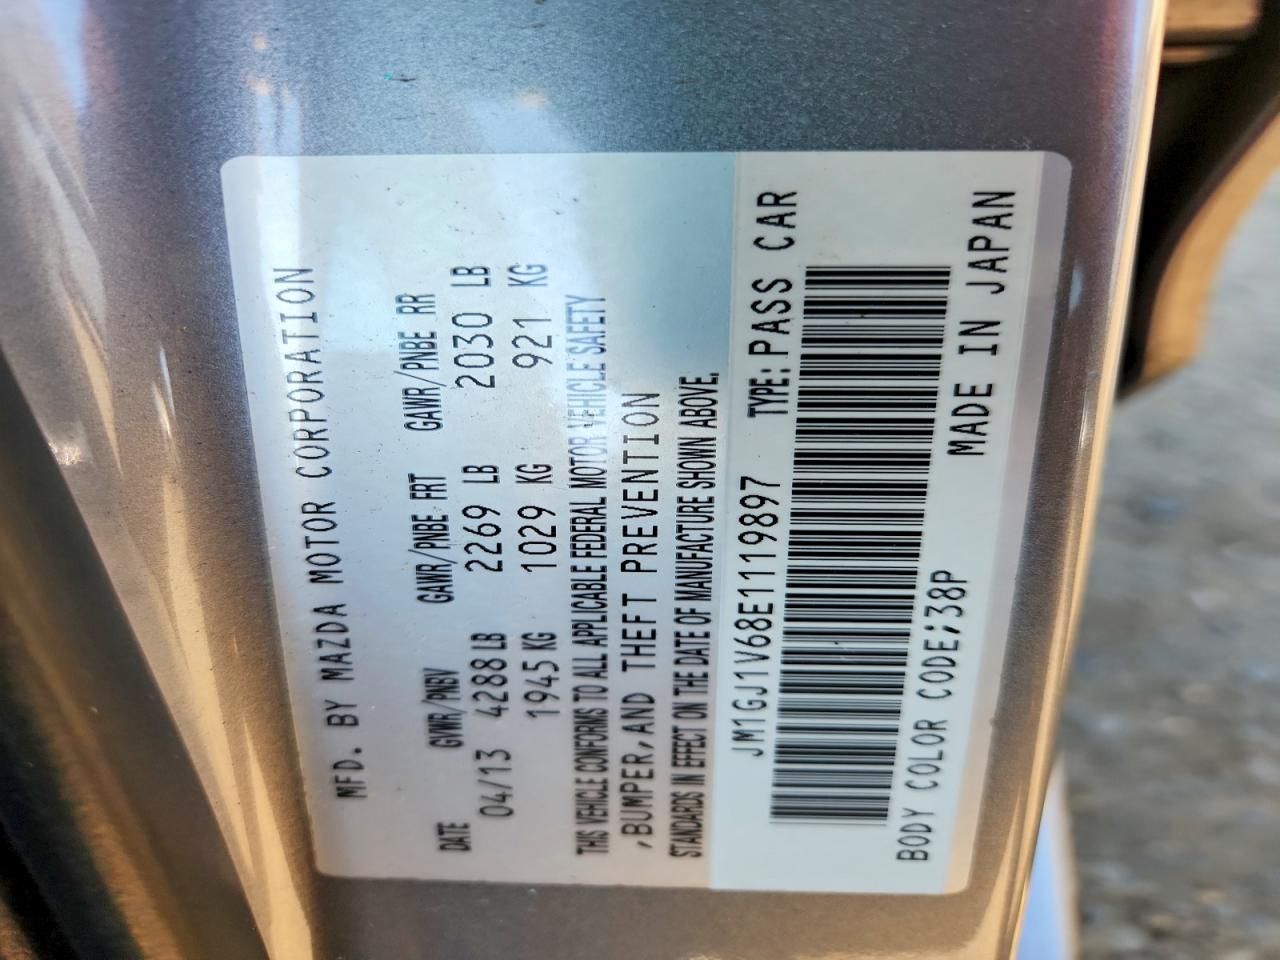 MFD. BY MAZDA MOTOR CORPORATION
DATE GVWR/PNBV GAWR/PNBE FRT GAWR/PNBE RR
04/13 4288 LB 2269 LB 2030 LB
1945 KG 1029 KG 921 KG
THIS VEHICLE CONFORMS TO ALL APPLICABLE FEDERAL MOTOR VEHICLE SAFETY
,BUMPER,AND THEFT PREVENTION
STANDARDS IN EFFECT ON THE DATE OF MANUFACTURE SHOWN ABOVE.
JM1GJ1V68E1119897 TYPE:PASS CAR
BODY COLOR CODE;38P MADE IN JAPAN